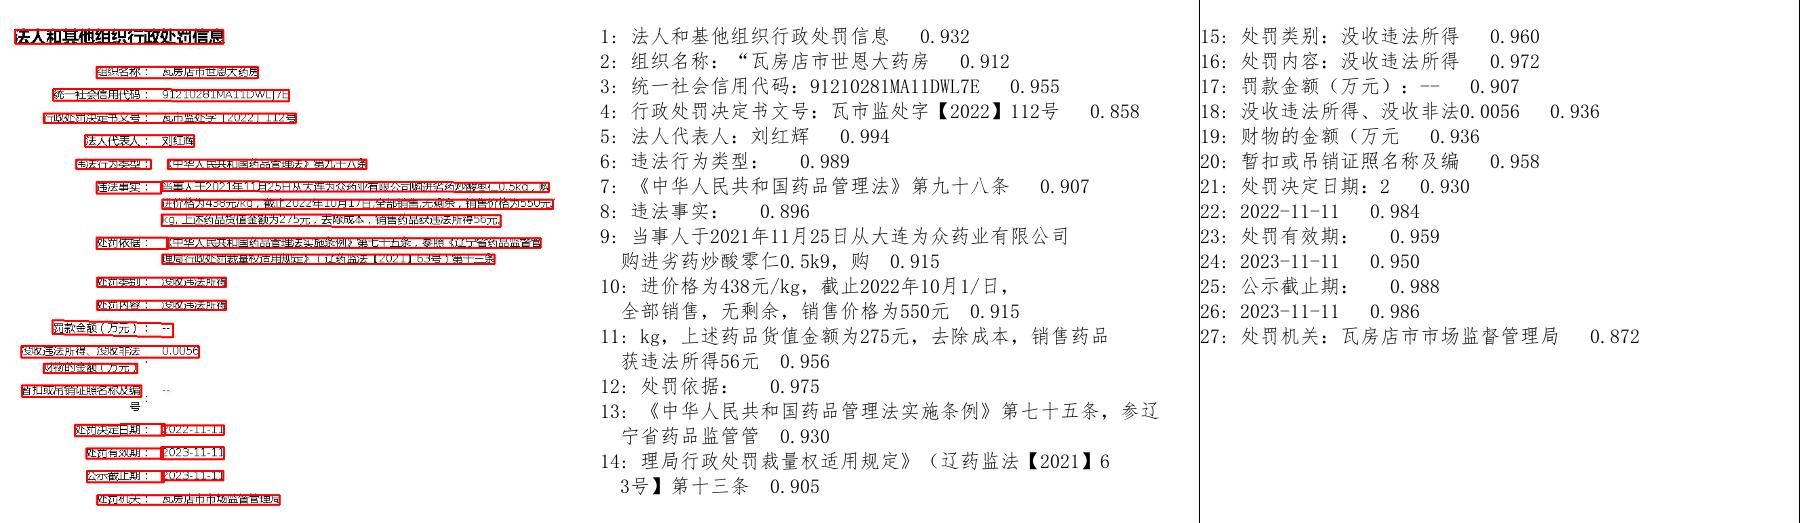 法人和其他组织行政处罚信息
组织名称： 瓦房店市世恩大药房
统一社会信用代码： 91210281MA11DWLJ7E
行政处罚决定书文号： 瓦市监处字〔2022〕112号
法人代表人： 刘红辉
违法行为类型： 《中华人民共和国药品管理法》第九十八条
违法事实： 当事人于2021年11月25日从大连为众药业有限公司购进劣药炒酸枣仁0.5kg，购
进价格为438元/kg，截止2022年10月17日,全部销售,无剩余，销售价格为550元/
kg, 上述药品货值金额为275元，去除成本，销售药品获违法所得56元.
处罚依据： 《中华人民共和国药品管理法实施条例》第七十五条，参照《辽宁省药品监督管
理局行政处罚裁量权适用规定》（辽药监法【2021】63号）第十三条
处罚类别： 没收违法所得
处罚内容： 没收违法所得
罚款金额（万元）： --
没收违法所得、没收非法 0.0056
财物的金额（万元）
：
暂扣或吊销证照名称及编 --
号：
处罚决定日期： 2022-11-11
处罚有效期： 2023-11-11
公示截止期： 2023-11-11
处罚机关： 瓦房店市市场监督管理局
1: 法人和基他组织行政处罚信息 0.932
2: 组织名称：“瓦房店市世恩大药房 0.912
3: 统一社会信用代码：91210281MA11DWL7E 0.955
4: 行政处罚决定书文号：瓦市监处字【2022】112号 0.858
5: 法人代表人：刘红辉 0.994
6: 违法行为类型： 0.989
7: 《中华人民共和国药品管理法》第九十八条 0.907
8: 违法事实： 0.896
9: 当事人于2021年11月25日从大连为众药业有限公司
购进劣药炒酸零仁0.5k9，购 0.915
10: 进价格为438元/kg，截止2022年10月1/日，
全部销售，无剩余，销售价格为550元 0.915
11: kg，上述药品货值金额为275元，去除成本，销售药品
获违法所得56元 0.956
12: 处罚依据： 0.975
13: 《中华人民共和国药品管理法实施条例》第七十五条，参辽
宁省药品监管管 0.930
14: 理局行政处罚裁量权适用规定》（辽药监法【2021】6
3号】第十三条 0.905
15: 处罚类别：没收违法所得 0.960
16: 处罚内容：没收违法所得 0.972
17: 罚款金额（万元）：-- 0.907
18: 没收违法所得、没收非法0.0056 0.936
19: 财物的金额（万元 0.936
20: 暂扣或吊销证照名称及编 0.958
21: 处罚决定日期：2 0.930
22: 2022-11-11 0.984
23: 处罚有效期： 0.959
24: 2023-11-11 0.950
25: 公示截止期： 0.988
26: 2023-11-11 0.986
27: 处罚机关：瓦房店市市场监督管理局 0.872